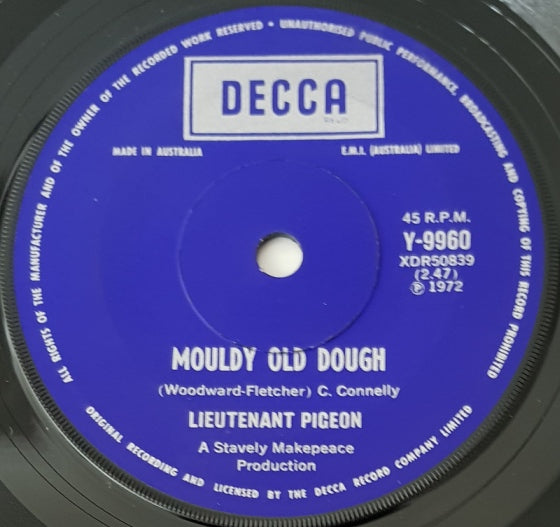 ALL RIGHTS OF THE MANUFACTURER AND OF THE OWNER OF THE RECORDED WORK RESERVED • UNAUTHORISED PUBLIC PERFORMANCE, BROADCASTING AND COPYING OF THIS RECORD PROHIBITED
DECCA
MADE IN AUSTRALIA
E.M.I. (AUSTRALIA) LIMITED
45 R.P.M.
Y-9960
XDR50839
(2.47)
℗ 1972
MOULDY OLD DOUGH
(Woodward-Fletcher) C. Connelly
LIEUTENANT PIGEON
A Stavely Makepeace
Production
ORIGINAL RECORDING AND LICENSED BY THE DECCA RECORD COMPANY LIMITED